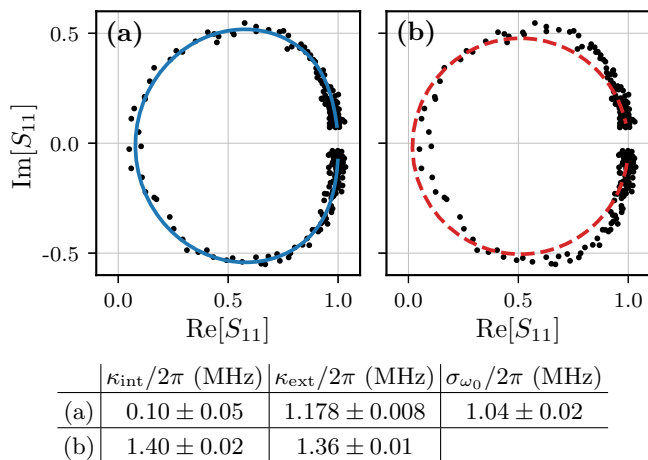 (a) (b)
0.5
0.0
-0.5
Im[S₁₁]
0.0 0.5 1.0 0.0 0.5 1.0
Re[S₁₁] Re[S₁₁]
κint/2π (MHz) κext/2π (MHz) σω₀/2π (MHz)
(a) 0.10 ± 0.05 1.178 ± 0.008 1.04 ± 0.02
(b) 1.40 ± 0.02 1.36 ± 0.01